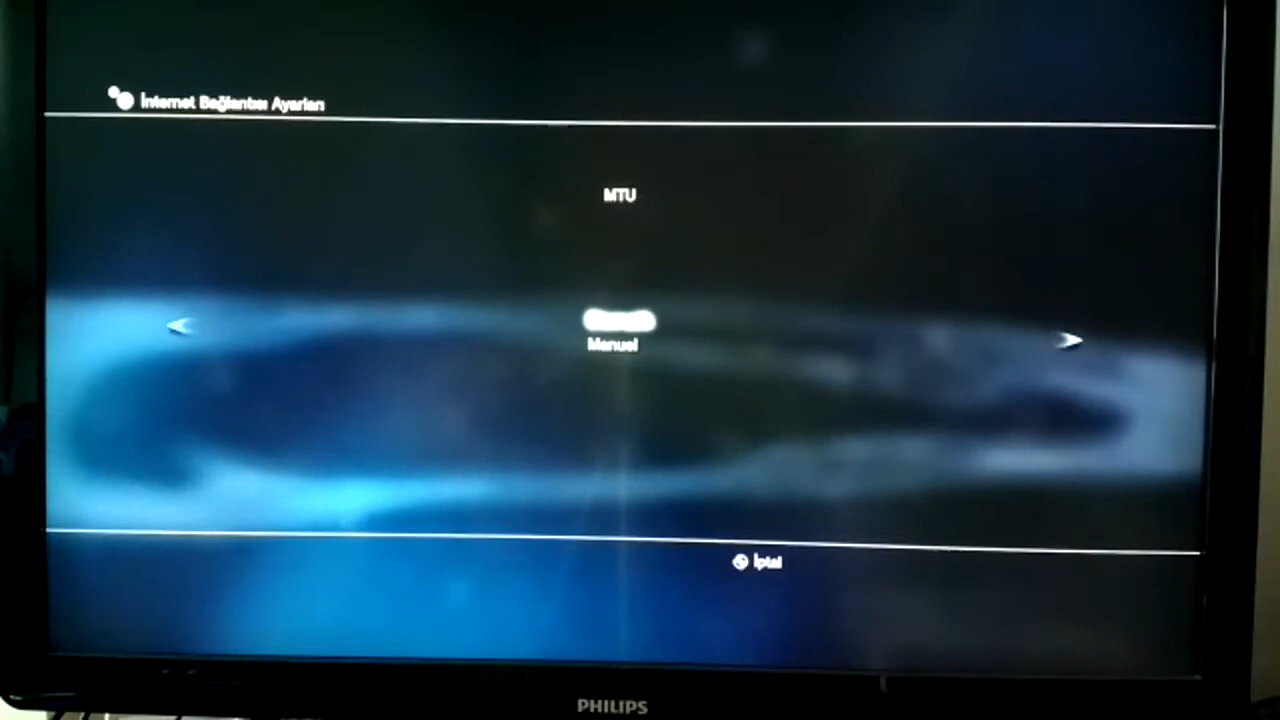 İnternet Bağlantısı Ayarları
MTU
Manuel
İptal
PHILIPS